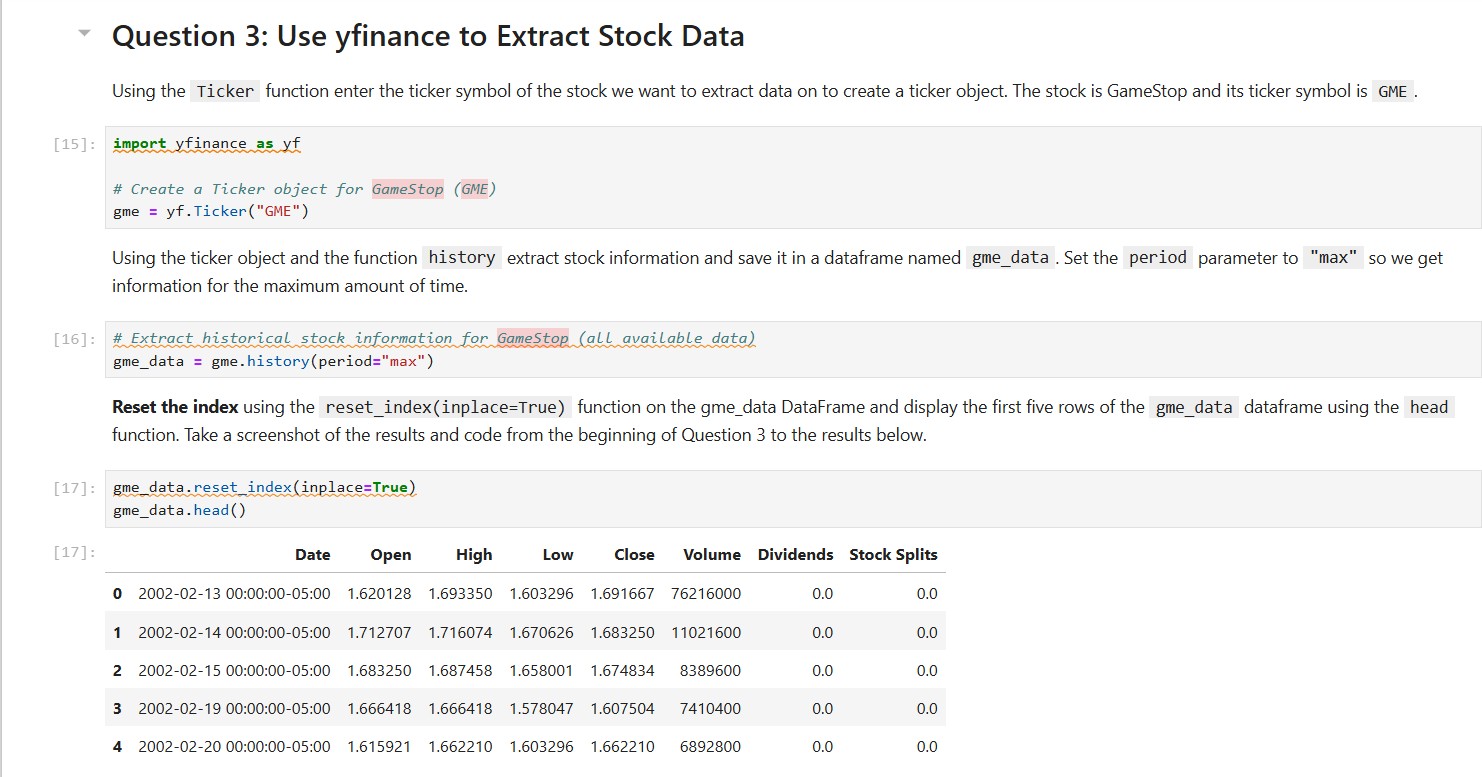 Question 3: Use yfinance to Extract Stock Data
Using the Ticker function enter the ticker symbol of the stock we want to extract data on to create a ticker object. The stock is GameStop and its ticker symbol is GME .
[15]: import yfinance as yf
# Create a Ticker object for GameStop (GME)
gme = yf.Ticker("GME")
Using the ticker object and the function history extract stock information and save it in a dataframe named gme_data . Set the period parameter to "max" so we get
information for the maximum amount of time.
[16]: # Extract historical stock information for GameStop (all available data)
gme_data = gme.history(period="max")
Reset the index using the reset_index(inplace=True) function on the gme_data DataFrame and display the first five rows of the gme_data dataframe using the head
function. Take a screenshot of the results and code from the beginning of Question 3 to the results below.
[17]: gme_data.reset_index(inplace=True)
gme_data.head()
[17]: Date Open High Low Close Volume Dividends Stock Splits
0 2002-02-13 00:00:00-05:00 1.620128 1.693350 1.603296 1.691667 76216000 0.0 0.0
1 2002-02-14 00:00:00-05:00 1.712707 1.716074 1.670626 1.683250 11021600 0.0 0.0
2 2002-02-15 00:00:00-05:00 1.683250 1.687458 1.658001 1.674834 8389600 0.0 0.0
3 2002-02-19 00:00:00-05:00 1.666418 1.666418 1.578047 1.607504 7410400 0.0 0.0
4 2002-02-20 00:00:00-05:00 1.615921 1.662210 1.603296 1.662210 6892800 0.0 0.0